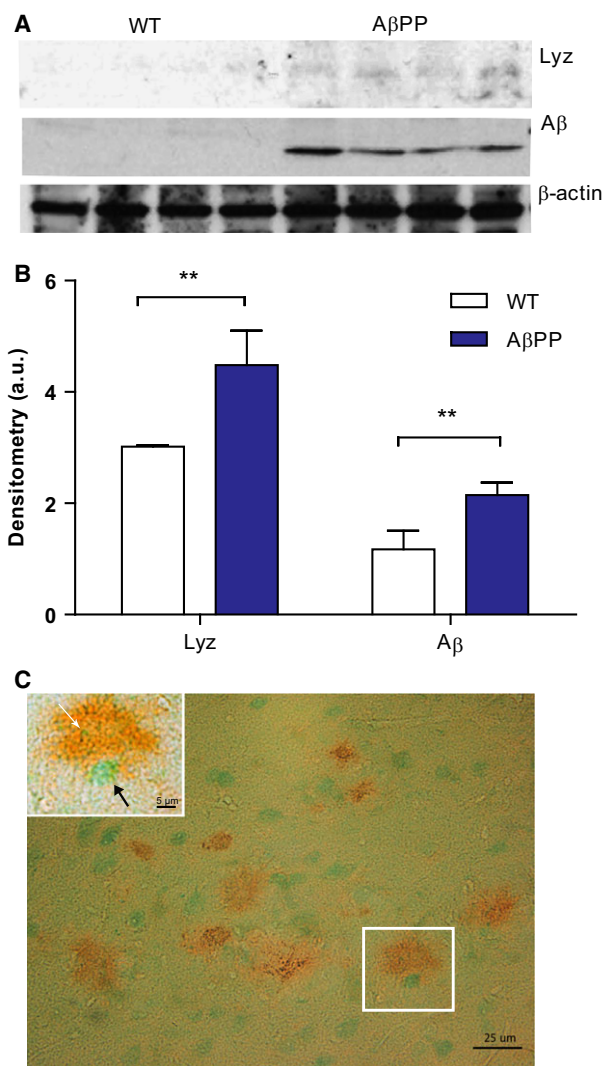 A
WT AβPP
Lyz
Aβ
β-actin
B
6
**
WT
AβPP
4
**
2
0
Densitometry (a.u.)
Lyz Aβ
C
5 µm
25 um